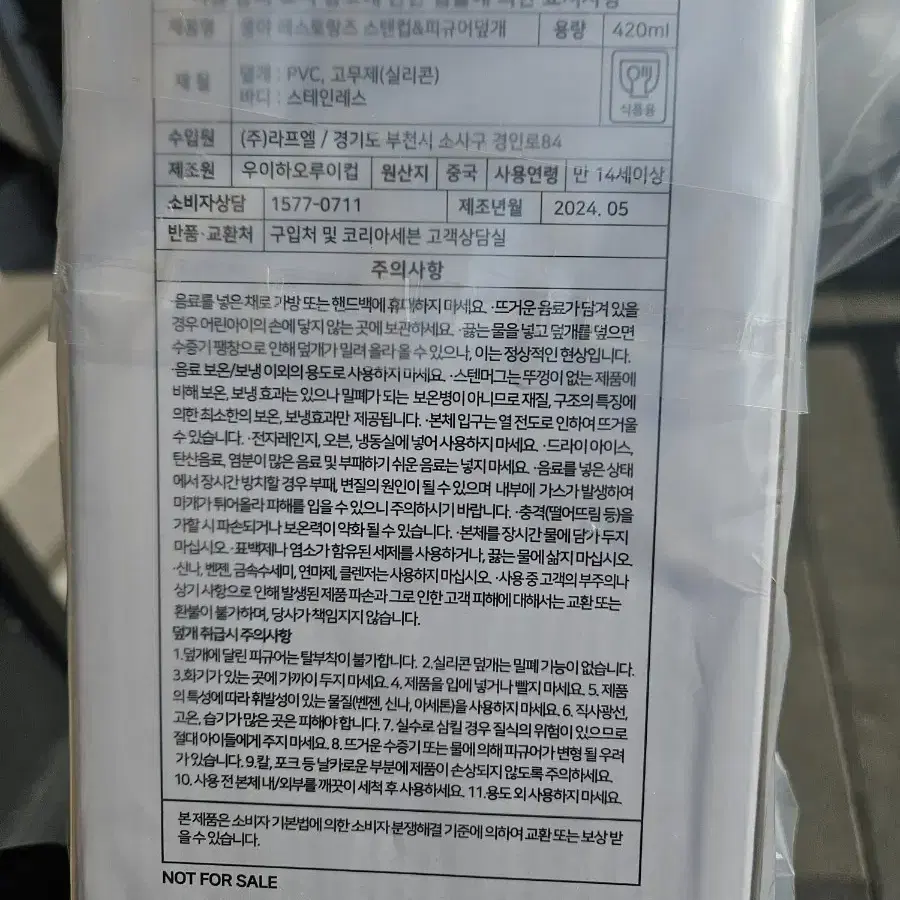 제품명 몰야 레스토랑즈 스텐컵&피규어덮개 용량 420ml
재 질 덮개 : PVC, 고무제(실리콘)
바디 : 스테인레스
식품용
수입원 (주)라프엘 / 경기도 부천시 소사구 경인로84
제조원 우이하오루이컵 원산지 중국 사용연령 만 14세이상
소비자상담 1577-0711 제조년월 2024. 05
반품·교환처 구입처 및 코리아세븐 고객상담실
주의사항
·음료를 넣은 채로 가방 또는 핸드백에 휴대하지 마세요. ·뜨거운 음료가 담겨 있을
경우 어린아이의 손에 닿지 않는 곳에 보관하세요. ·끓는 물을 넣고 덮개를 덮으면
수증기 팽창으로 인해 덮개가 밀려 올라 올 수 있으나, 이는 정상적인 현상입니다.
·음료 보온/보냉 이외의 용도로 사용하지 마세요. ·스텐머그는 뚜껑이 없는 제품에
비해 보온, 보냉 효과는 있으나 밀폐가 되는 보온병이 아니므로 재질, 구조의 특징에
의한 최소한의 보온, 보냉효과만 제공됩니다. ·본체 입구는 열 전도로 인하여 뜨거울
수 있습니다. ·전자레인지, 오븐, 냉동실에 넣어 사용하지 마세요. ·드라이 아이스,
탄산음료, 염분이 많은 음료 및 부패하기 쉬운 음료는 넣지 마세요. ·음료를 넣은 상태
에서 장시간 방치할 경우 부패, 변질의 원인이 될 수 있으며 내부에 가스가 발생하여
마개가 튀어올라 피해를 입을 수 있으니 주의하시기 바랍니다. ·충격(떨어뜨림 등)을
가할 시 파손되거나 보온력이 약화 될 수 있습니다. ·본체를 장시간 물에 담가 두지
마십시오. ·표백제나 염소가 함유된 세제를 사용하거나, 끓는 물에 삶지 마십시오.
·신나, 벤젠, 금속수세미, 연마제, 클렌저는 사용하지 마십시오. ·사용 중 고객의 부주의나
상기 사항으로 인해 발생된 제품 파손과 그로 인한 고객 피해에 대해서는 교환 또는
환불이 불가하며, 당사가 책임지지 않습니다.
덮개 취급시 주의사항
1.덮개에 달린 피규어는 탈부착이 불가합니다. 2.실리콘 덮개는 밀폐 기능이 없습니다.
3.화기가 있는 곳에 가까이 두지 마세요. 4. 제품을 입에 넣거나 빨지 마세요. 5. 제품
의 특성에 따라 휘발성이 있는 물질(벤젠, 신나, 아세톤)을 사용하지 마세요. 6. 직사광선,
고온, 습기가 많은 곳은 피해야 합니다. 7. 실수로 삼킬 경우 질식의 위험이 있으므로
절대 아이들에게 주지 마세요. 8. 뜨거운 수증기 또는 물에 의해 피규어가 변형 될 우려
가 있습니다. 9.칼, 포크 등 날카로운 부분에 제품이 손상되지 않도록 주의하세요.
10. 사용 전 본체 내/외부를 깨끗이 세척 후 사용하세요. 11.용도 외 사용하지 마세요.
본 제품은 소비자 기본법에 의한 소비자 분쟁해결 기준에 의하여 교환 또는 보상 받
을 수 있습니다.
NOT FOR SALE